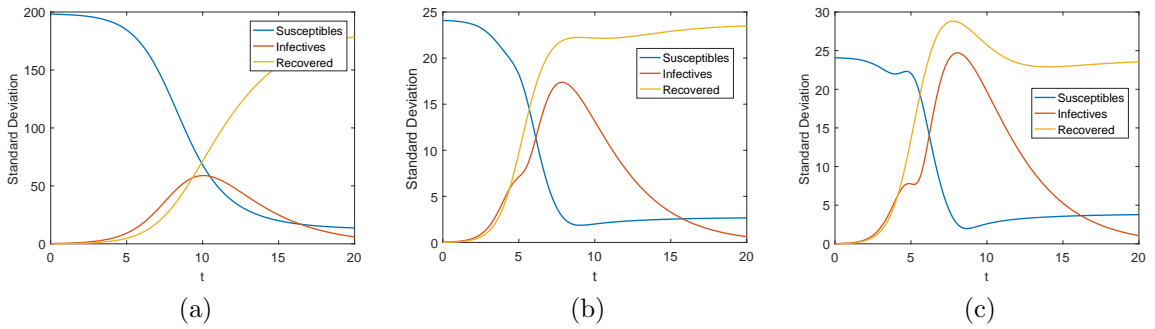 200
150
100
50
0
Standard Deviation
Susceptibles
Infectives
Recovered
0 5 10 15 20
t
(a)
25
20
15
10
5
0
Standard Deviation
Susceptibles
Infectives
Recovered
0 5 10 15 20
t
(b)
30
25
20
15
10
5
0
Standard Deviation
Susceptibles
Infectives
Recovered
0 5 10 15 20
t
(c)